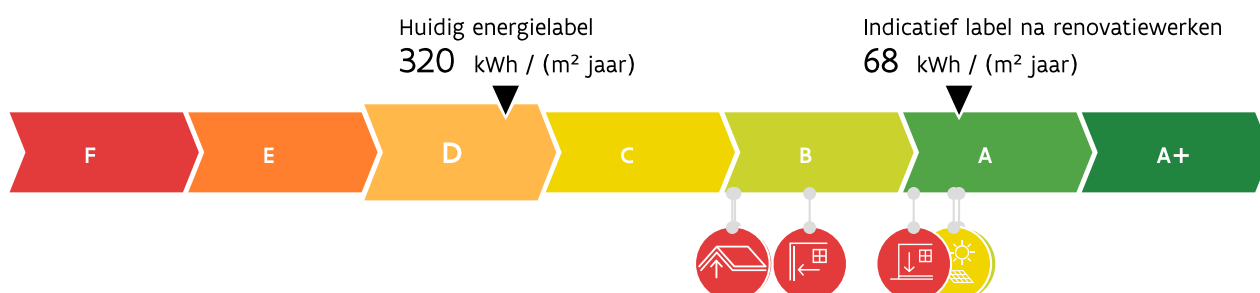 Huidig energielabel
320 kWh / (m² jaar)
Indicatief label na renovatiewerken
68 kWh / (m² jaar)
F E D C B A A+